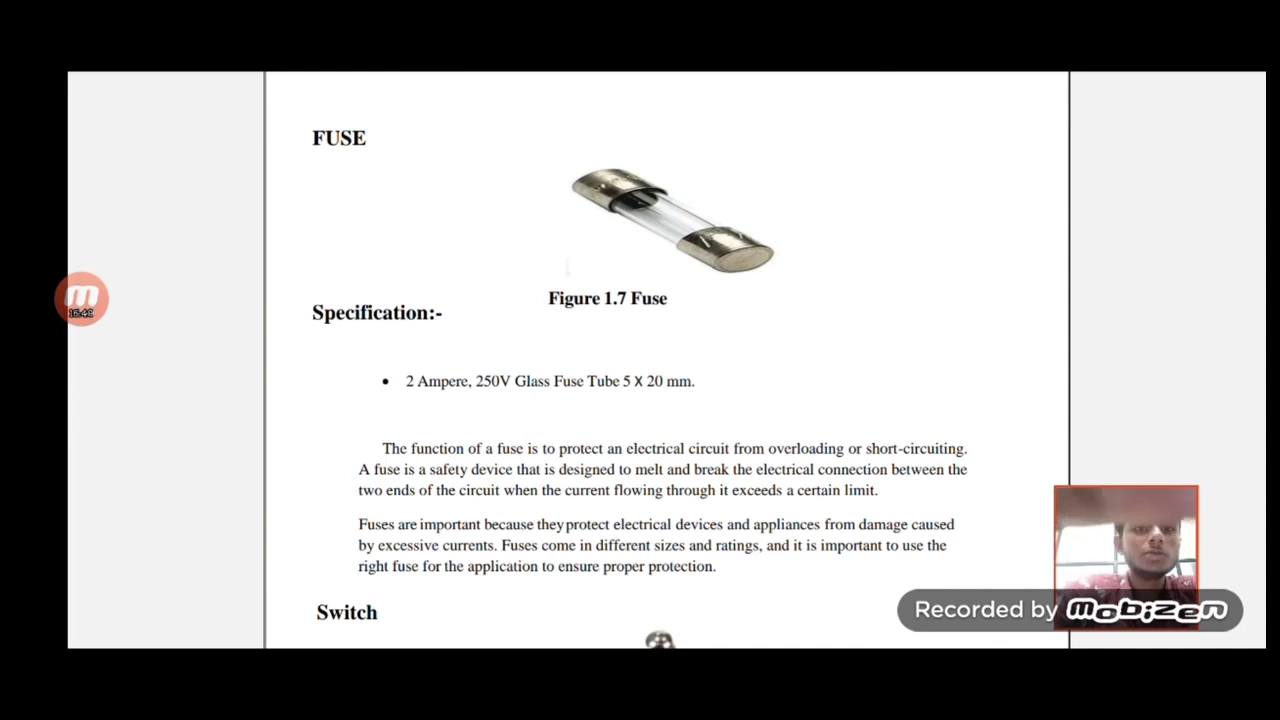 FUSE
Figure 1.7 Fuse
Specification:-
• 2 Ampere, 250V Glass Fuse Tube 5 X 20 mm.
The function of a fuse is to protect an electrical circuit from overloading or short-circuiting.
A fuse is a safety device that is designed to melt and break the electrical connection between the
two ends of the circuit when the current flowing through it exceeds a certain limit.
Fuses are important because they protect electrical devices and appliances from damage caused
by excessive currents. Fuses come in different sizes and ratings, and it is important to use the
right fuse for the application to ensure proper protection.
Switch
Recorded by mobizen